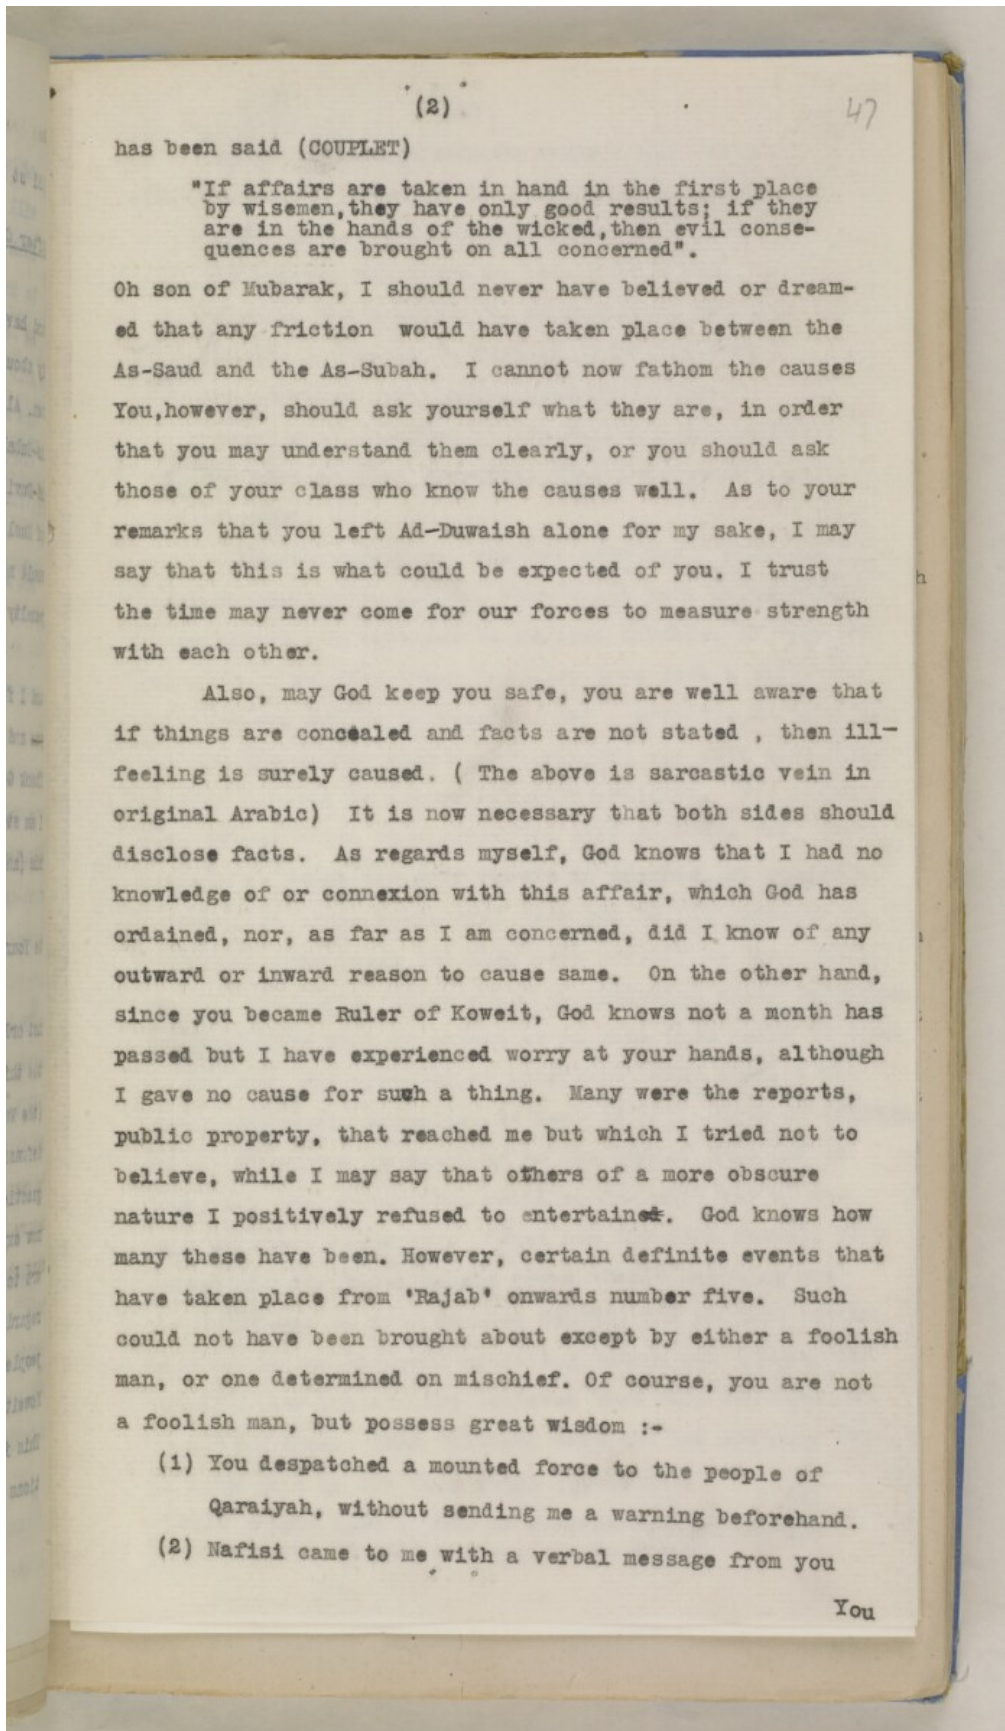 (2)
47
has been said (COUPLET)
"If affairs are taken in hand in the first place
by wisemen,they have only good results; if they
are in the hands of the wicked,then evil conse-
quences are brought on all concerned".
Oh son of Mubarak, I should never have believed or dream-
ed that any friction would have taken place between the
As-Saud and the As-Subah. I cannot now fathom the causes
You,however, should ask yourself what they are, in order
that you may understand them clearly, or you should ask
those of your class who know the causes well. As to your
remarks that you left Ad-Duwaish alone for my sake, I may
say that this is what could be expected of you. I trust
the time may never come for our forces to measure strength
with each other.
Also, may God keep you safe, you are well aware that
if things are concealed and facts are not stated , then ill-
feeling is surely caused. ( The above is sarcastic vein in
original Arabic) It is now necessary that both sides should
disclose facts. As regards myself, God knows that I had no
knowledge of or connexion with this affair, which God has
ordained, nor, as far as I am concerned, did I know of any
outward or inward reason to cause same. On the other hand,
since you became Ruler of Koweit, God knows not a month has
passed but I have experienced worry at your hands, although
I gave no cause for such a thing. Many were the reports,
public property, that reached me but which I tried not to
believe, while I may say that others of a more obscure
nature I positively refused to entertain. God knows how
many these have been. However, certain definite events that
have taken place from 'Rajab' onwards number five. Such
could not have been brought about except by either a foolish
man, or one determined on mischief. Of course, you are not
a foolish man, but possess great wisdom :-
(1) You despatched a mounted force to the people of
Qaraiyah, without sending me a warning beforehand.
(2) Nafisi came to me with a verbal message from you
You